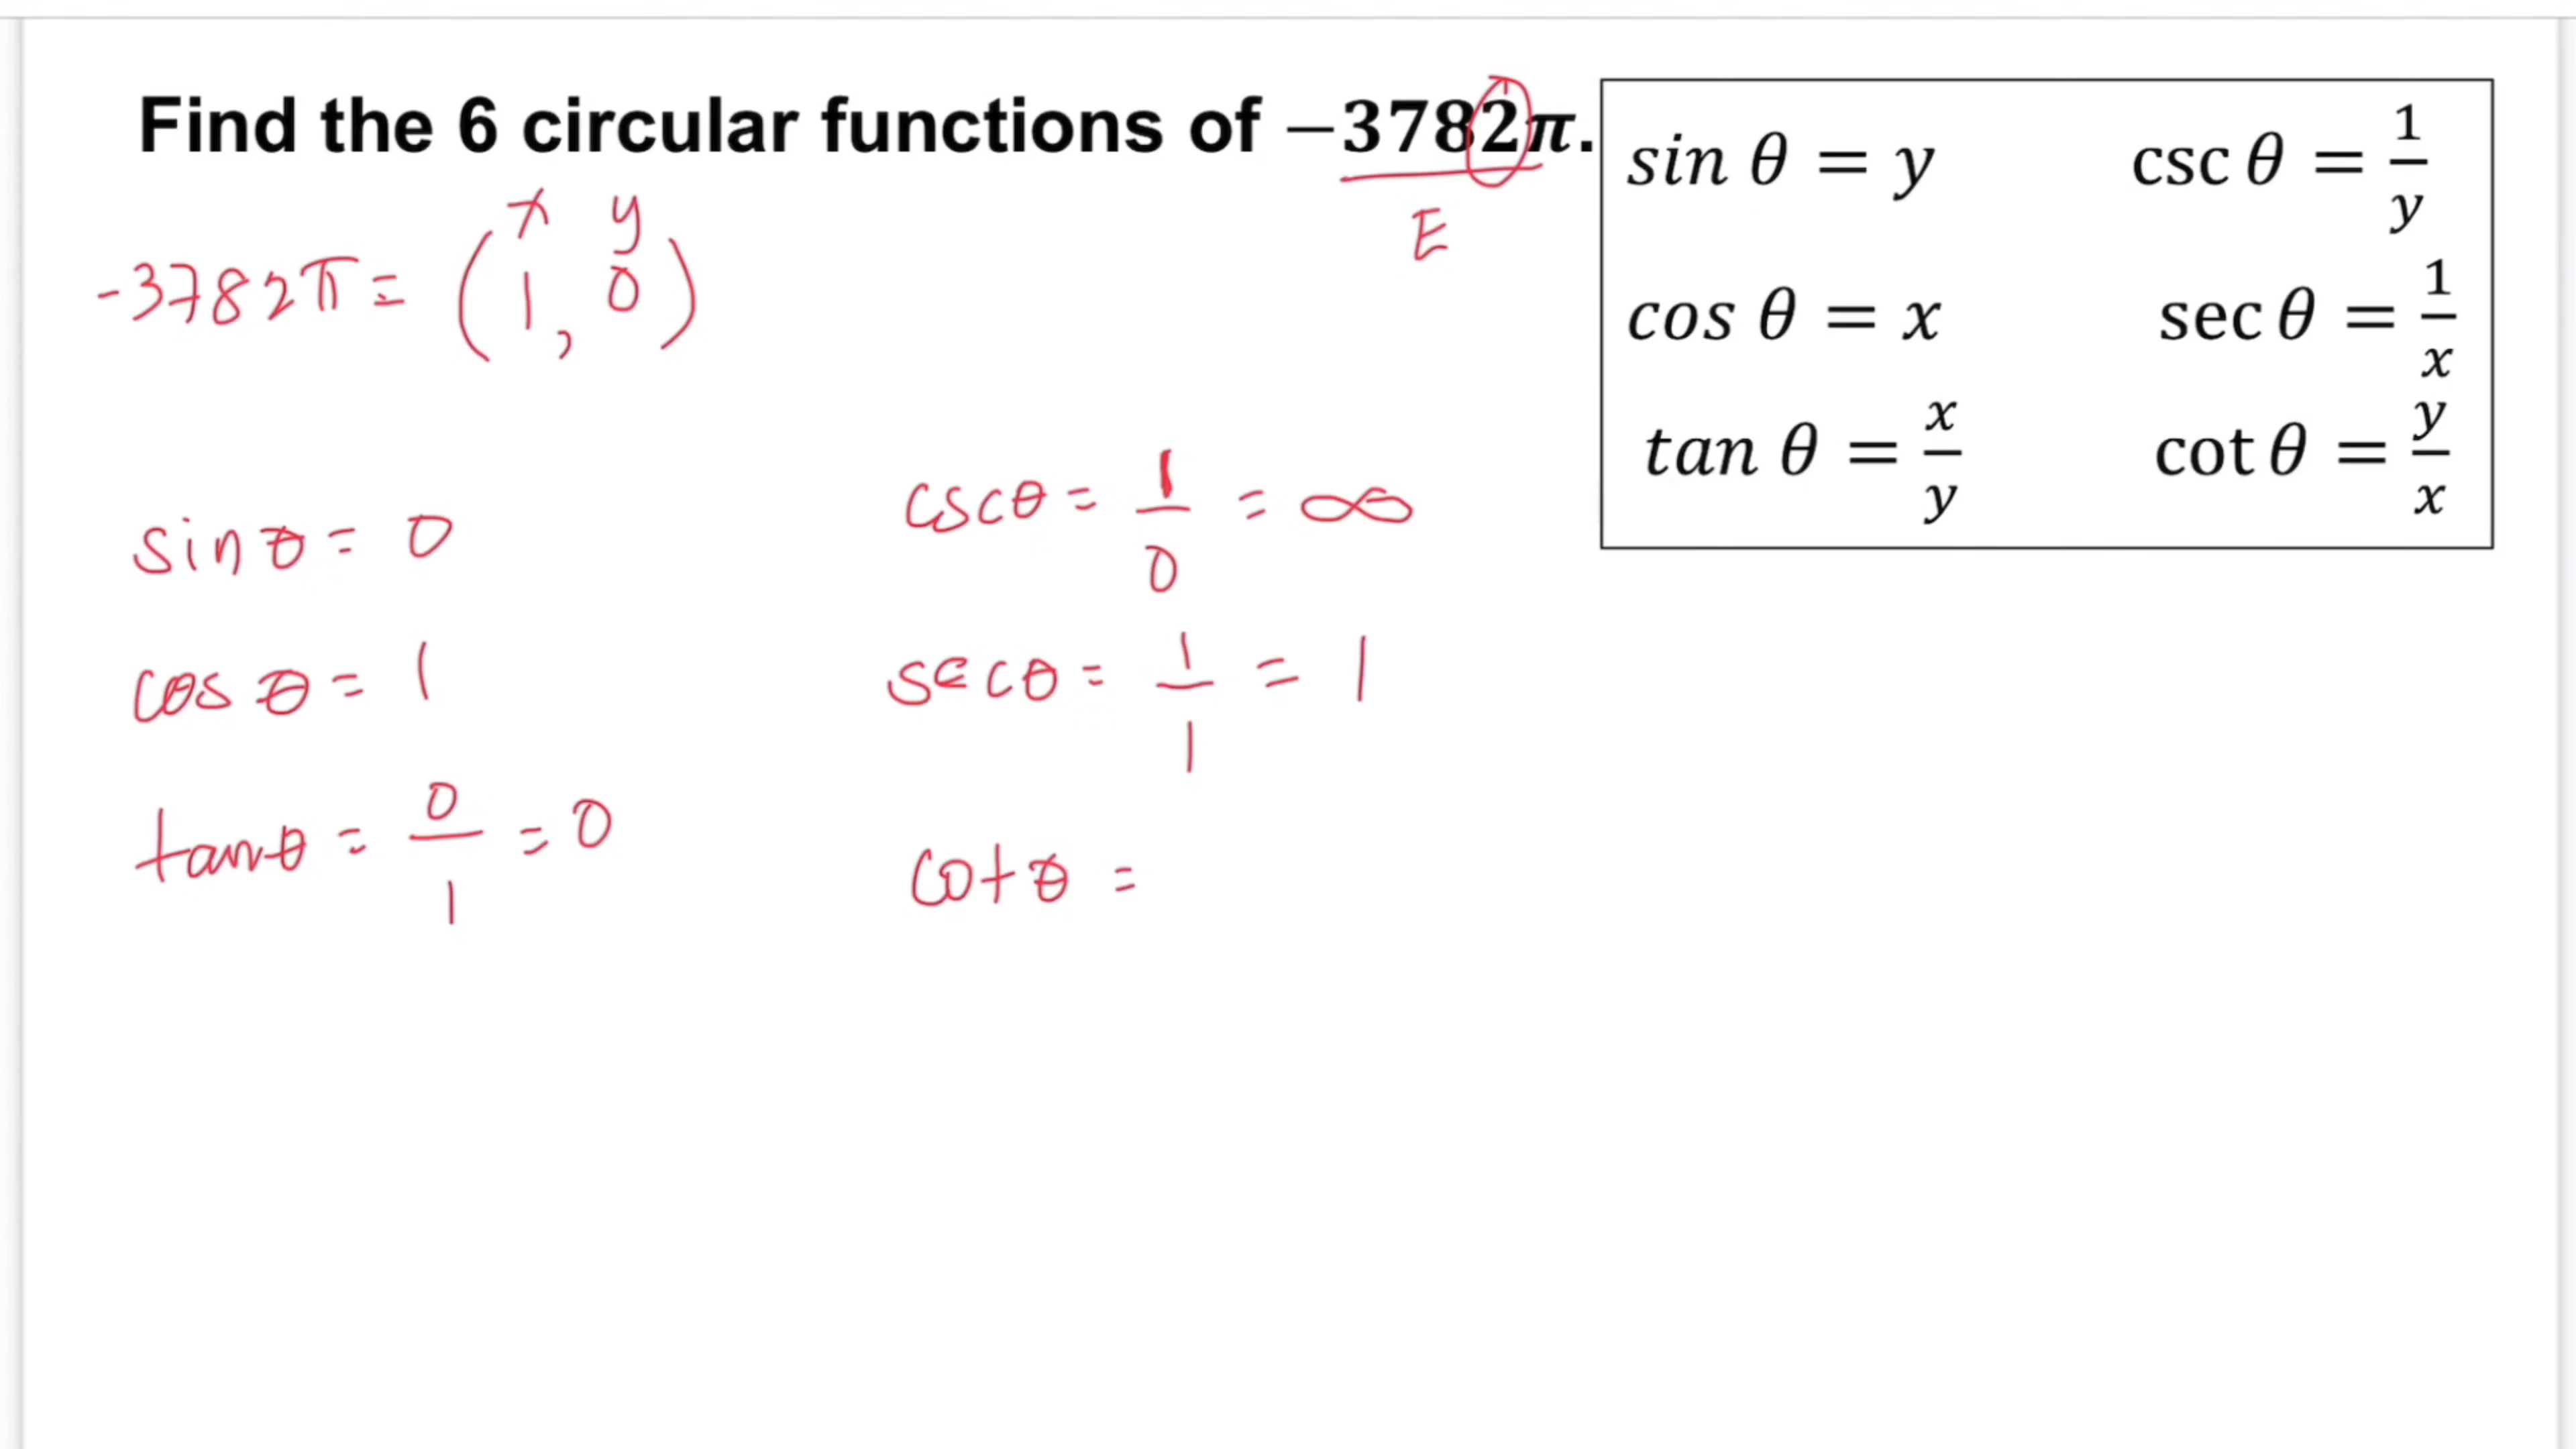 Find the 6 circular functions of −3782π.
E
x y
-3782π = (1, 0)
sin θ = y csc θ = 1/y
cos θ = x sec θ = 1/x
tan θ = x/y cot θ = y/x
sinθ = 0
cscθ = 1/0 = ∞
cos θ = 1
secθ = 1/1 = 1
tanθ = 0/1 = 0
cotθ =